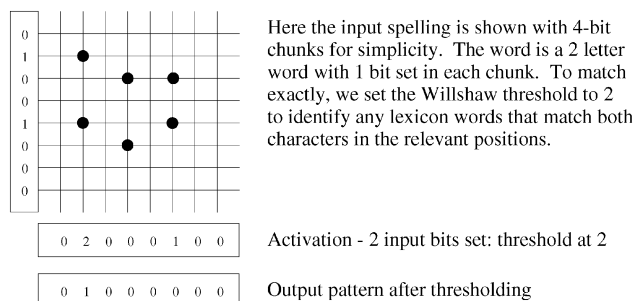 0
1
0
0
1
0
0
0
Here the input spelling is shown with 4-bit
chunks for simplicity. The word is a 2 letter
word with 1 bit set in each chunk. To match
exactly, we set the Willshaw threshold to 2
to identify any lexicon words that match both
characters in the relevant positions.
0 2 0 0 0 1 0 0
Activation - 2 input bits set: threshold at 2
0 1 0 0 0 0 0 0
Output pattern after thresholding